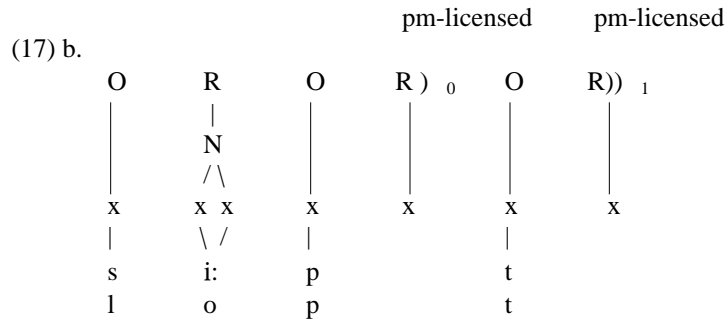 pm-licensed pm-licensed
(17) b.
O R O R ) 0 O R)) 1
N
x x x x x x x
s i: p t
l o p t